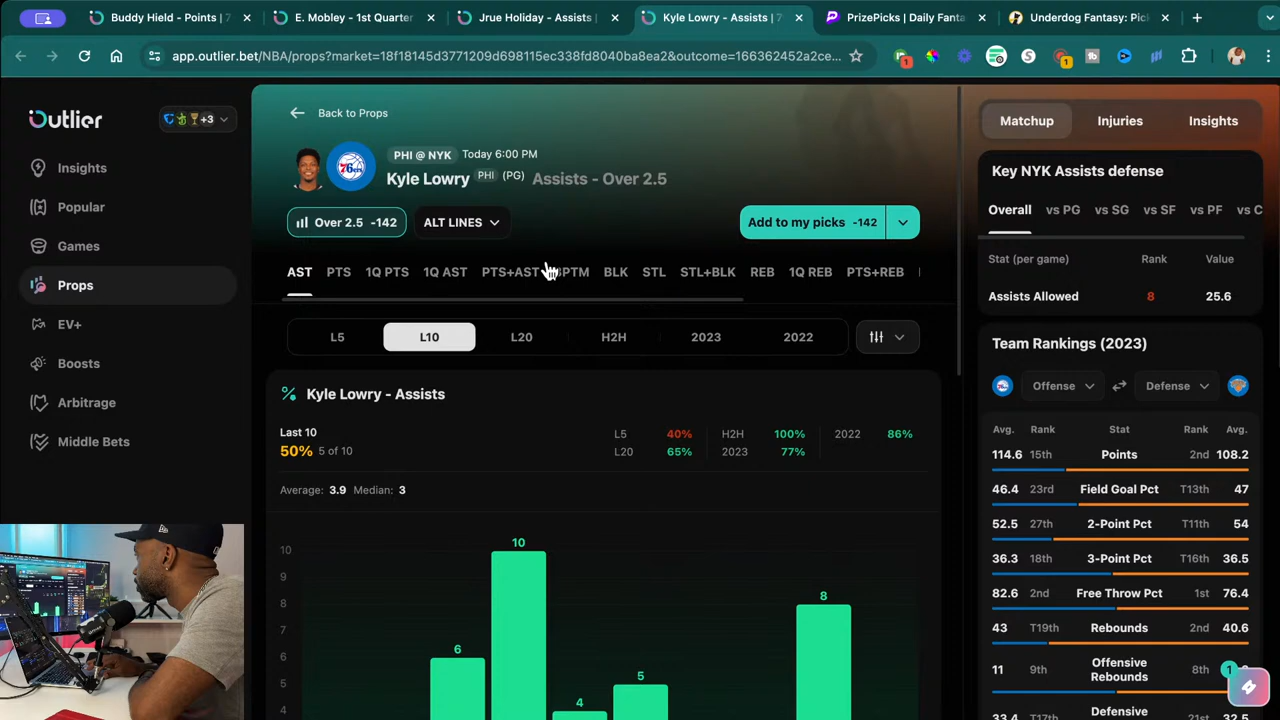 Buddy Hield - Points | 7
E. Mobley - 1st Quarter
Jrue Holiday - Assists |
Kyle Lowry - Assists | 7
PrizePicks | Daily Fanta
Underdog Fantasy: Pick
app.outlier.bet/NBA/props?market=18f18145d3771209d698115ec338fd8040ba8ea2&outcome=166362452a2ce...
Outlier
+3
Insights
Popular
Games
Props
EV+
Boosts
Arbitrage
Middle Bets
Back to Props
PHI @ NYK Today 6:00 PM
Kyle Lowry PHI (PG) Assists - Over 2.5
Over 2.5 -142
ALT LINES
Add to my picks -142
AST PTS 1Q PTS 1Q AST PTS+AST 3PTM BLK STL STL+BLK REB 1Q REB PTS+REB
L5 L10 L20 H2H 2023 2022
Kyle Lowry - Assists
Last 10
50% 5 of 10
L5 40% H2H 100% 2022 86%
L20 65% 2023 77%
Average: 3.9 Median: 3
10
9
8
7
6
5
4
6
10
4
5
8
Matchup Injuries Insights
Key NYK Assists defense
Overall vs PG vs SG vs SF vs PF vs C
Stat (per game) Rank Value
Assists Allowed 8 25.6
Team Rankings (2023)
Offense Defense
Avg. Rank Stat Rank Avg.
114.6 15th Points 2nd 108.2
46.4 23rd Field Goal Pct T13th 47
52.5 27th 2-Point Pct T11th 54
36.3 18th 3-Point Pct T16th 36.5
82.6 2nd Free Throw Pct 1st 76.4
43 T19th Rebounds 2nd 40.6
11 9th Offensive Rebounds 8th
1
33.4 T17th Defensive 21st 32.5